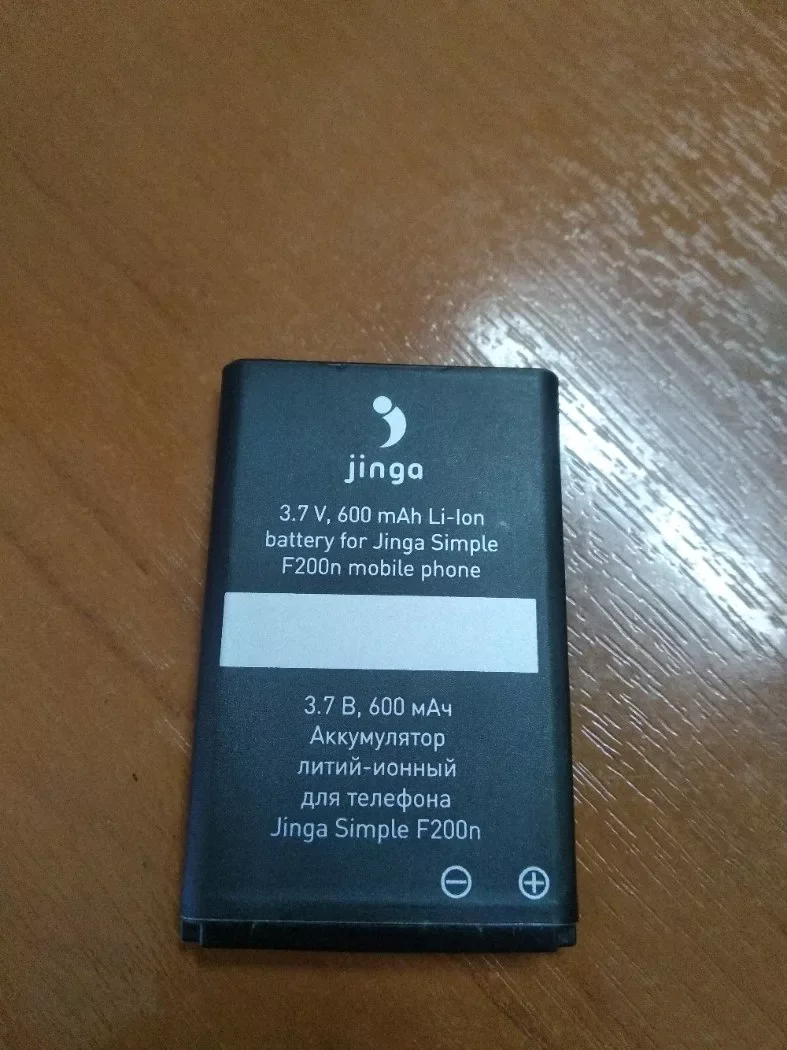 jinga
3.7 V, 600 mAh Li-Ion
battery for Jinga Simple
F200n mobile phone
3.7 В, 600 мАч
Аккумулятор
литий-ионный
для телефона
Jinga Simple F200n